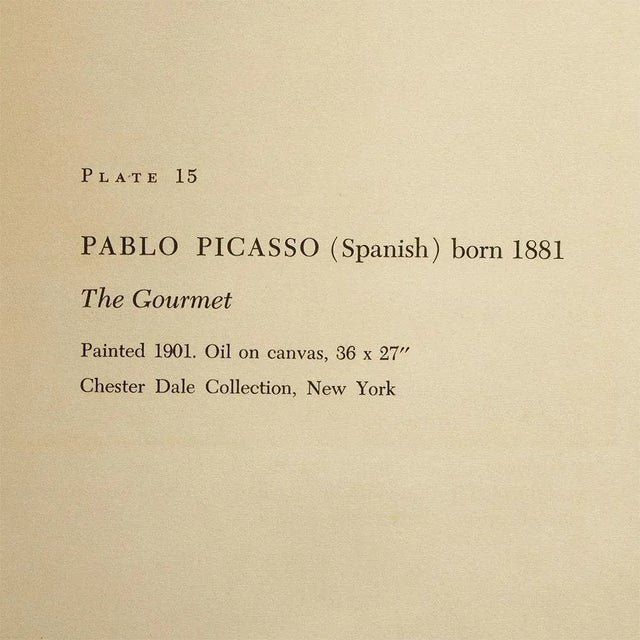 PLATE 15
PABLO PICASSO (Spanish) born 1881
The Gourmet
Painted 1901. Oil on canvas, 36 x 27″
Chester Dale Collection, New York